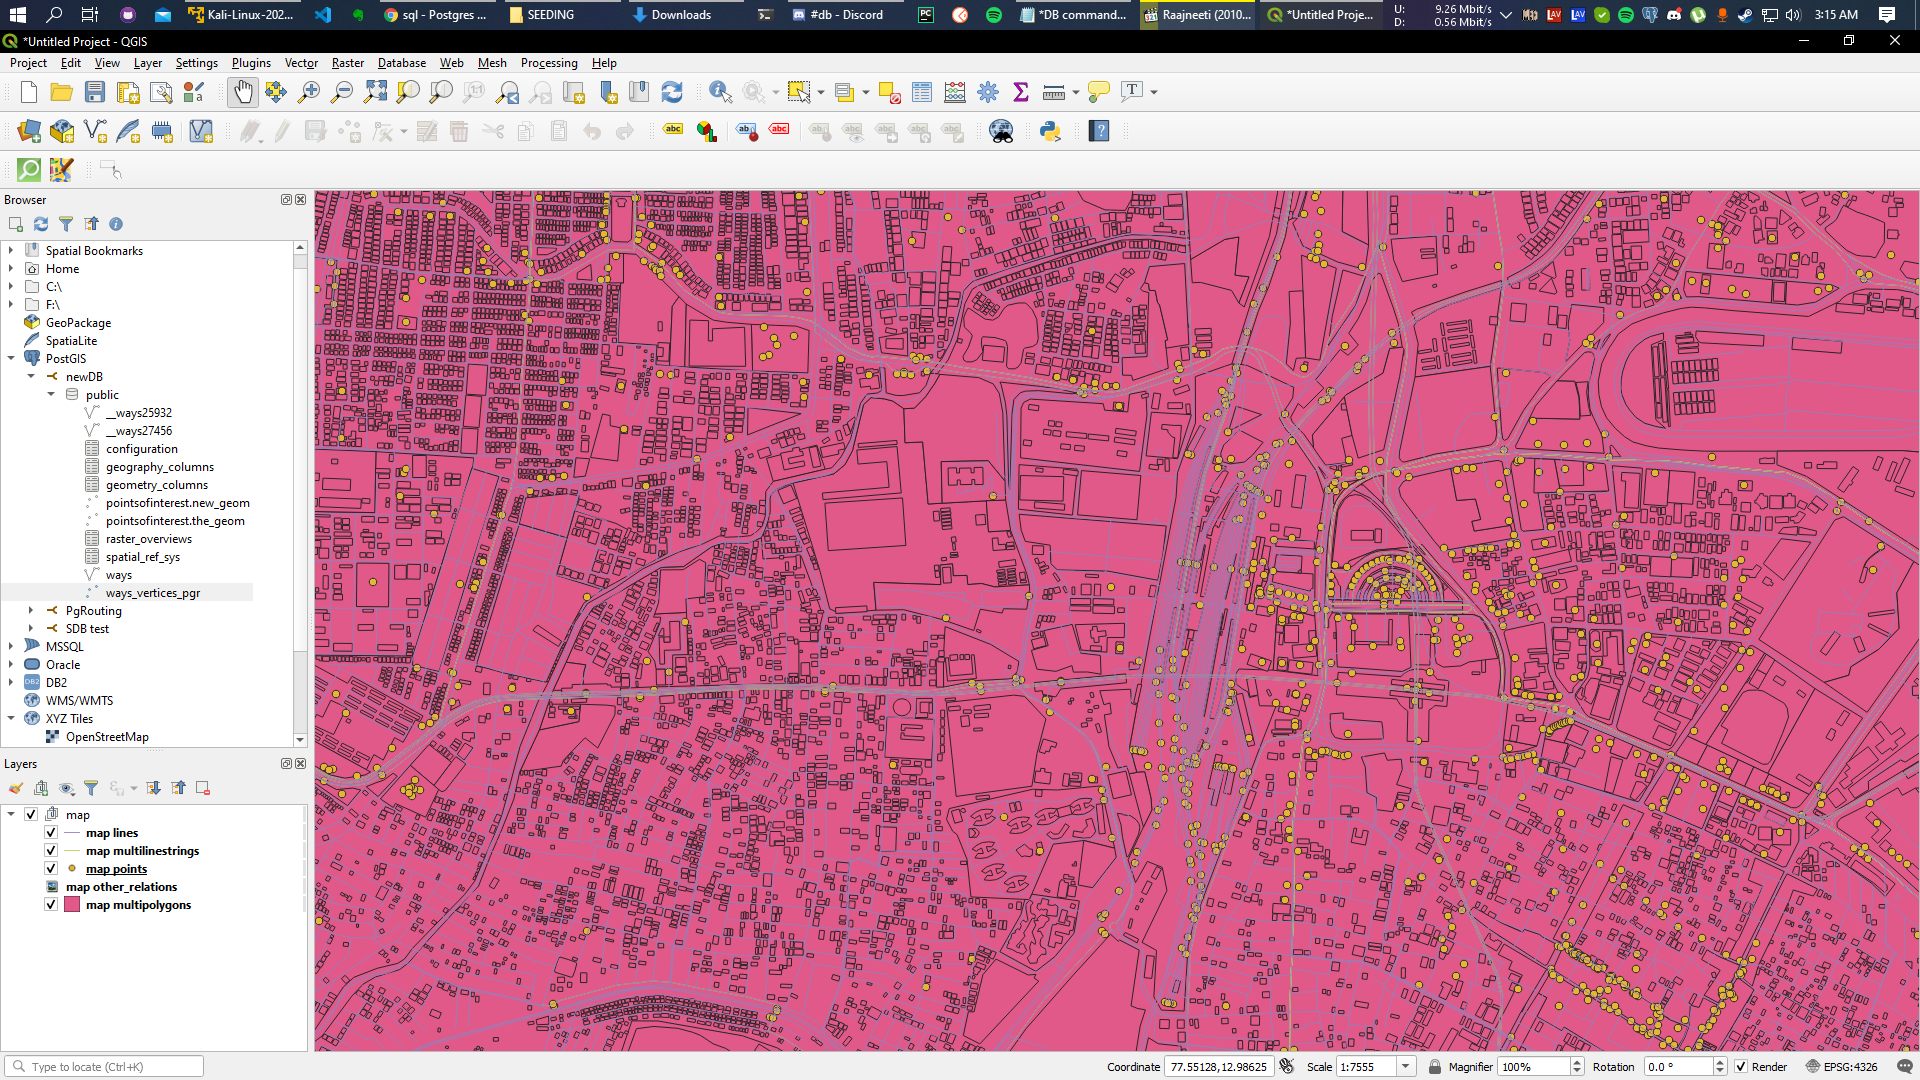 Kali-Linux-202...
sql - Postgres ...
SEEDING
Downloads
#db - Discord
*DB command...
Raajneeti (2010...
*Untitled Proje...
U: 9.26 Mbit/s
D: 0.56 Mbit/s
3:15 AM
*Untitled Project - QGIS
Project Edit View Layer Settings Plugins Vector Raster Database Web Mesh Processing Help
Browser
Spatial Bookmarks
Home
C:\
F:\
GeoPackage
SpatiaLite
PostGIS
newDB
public
__ways25932
__ways27456
configuration
geography_columns
geometry_columns
pointsofinterest.new_geom
pointsofinterest.the_geom
raster_overviews
spatial_ref_sys
ways
ways_vertices_pgr
PgRouting
SDB test
MSSQL
Oracle
DB2
WMS/WMTS
XYZ Tiles
OpenStreetMap
Layers
map
map lines
map multilinestrings
map points
map other_relations
map multipolygons
Type to locate (Ctrl+K)
Coordinate 77.55128,12.98625 Scale 1:7555 Magnifier 100% Rotation 0.0 ° Render EPSG:4326